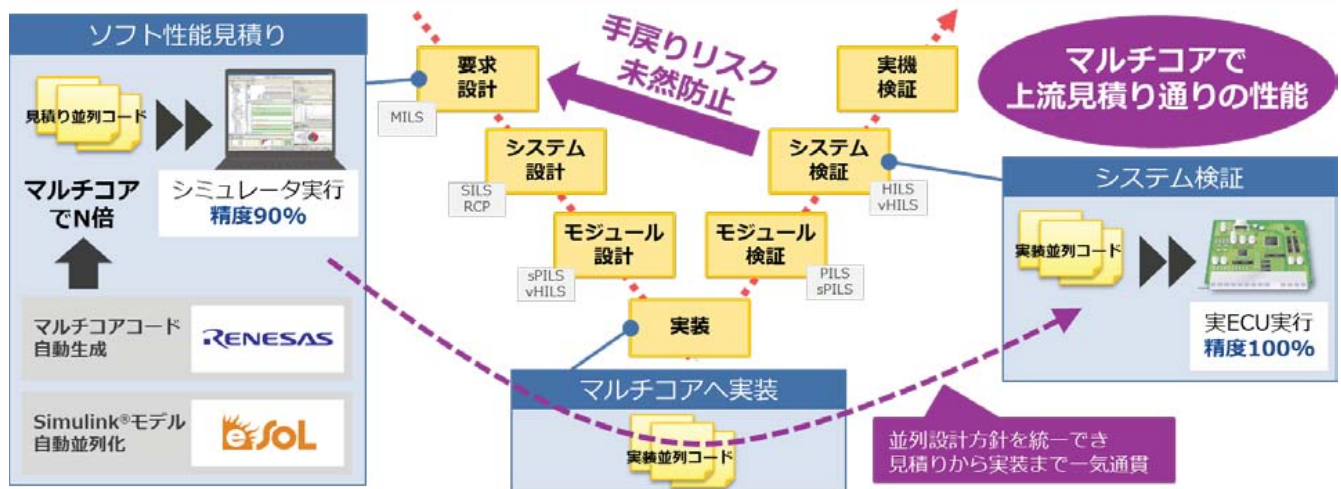 ソフト性能見積り
見積り並列コード
マルチコア
でN倍
シミュレータ実行
精度90%
マルチコアコード
自動生成
RENESAS
Simulink®モデル
自動並列化
eSOL
要求
設計
MILS
システム
設計
SILS
RCP
モジュール
設計
sPILS
vHILS
実装
モジュール
検証
PILS
sPILS
システム
検証
HILS
vHILS
実機
検証
手戻りリスク
未然防止
マルチコアで
上流見積り通りの性能
システム検証
実装並列コード
実ECU実行
精度100%
マルチコアへ実装
実装並列コード
並列設計方針を統一でき
見積りから実装まで一気通貫